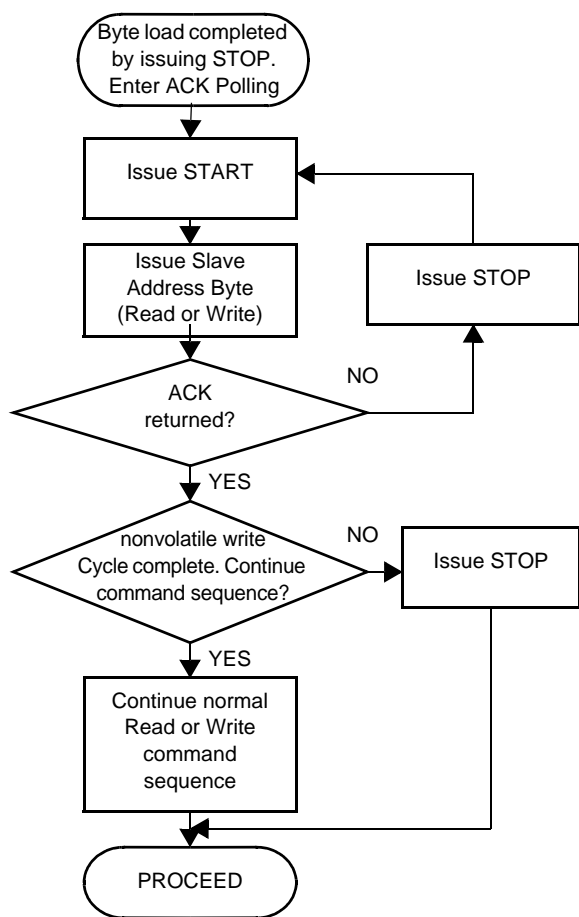 Byte load completed
by issuing STOP.
Enter ACK Polling
Issue START
Issue Slave
Address Byte
(Read or Write)
Issue STOP
NO
ACK
returned?
YES
nonvolatile write
Cycle complete. Continue
command sequence?
NO
Issue STOP
YES
Continue normal
Read or Write
command
sequence
PROCEED